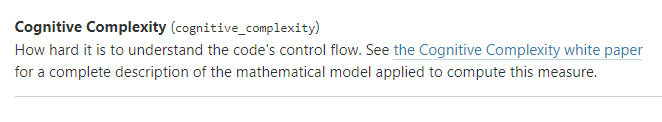 Cognitive Complexity (cognitive_complexity)
How hard it is to understand the code's control flow. See the Cognitive Complexity white paper
for a complete description of the mathematical model applied to compute this measure.